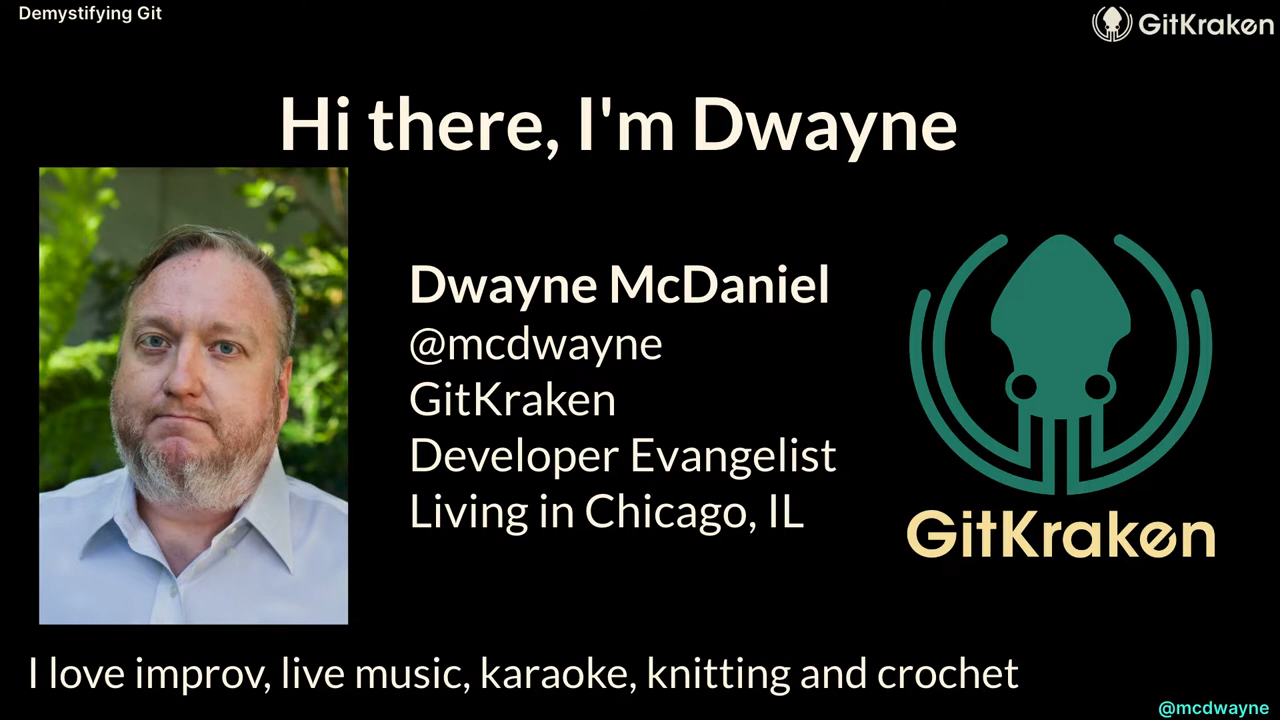 Demystifying Git
GitKraken
Hi there, I'm Dwayne
Dwayne McDaniel
@mcdwayne
GitKraken
Developer Evangelist
Living in Chicago, IL
GitKraken
I love improv, live music, karaoke, knitting and crochet
@mcdwayne